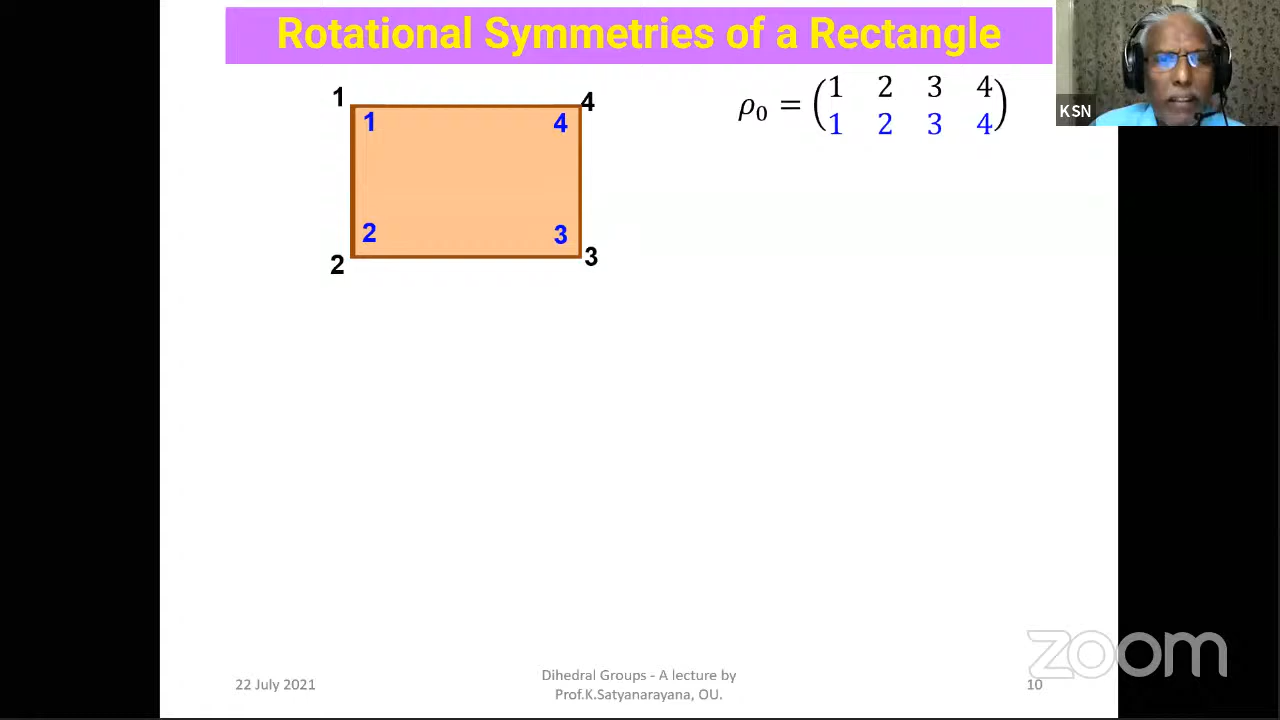 Rotational Symmetries of a Rectangle
1 4
1 4
2 3
2 3
ρ₀ = (1 2 3 4
1 2 3 4)
KSN
zoom
22 July 2021
Dihedral Groups - A lecture by
Prof.K.Satyanarayana, OU.
10